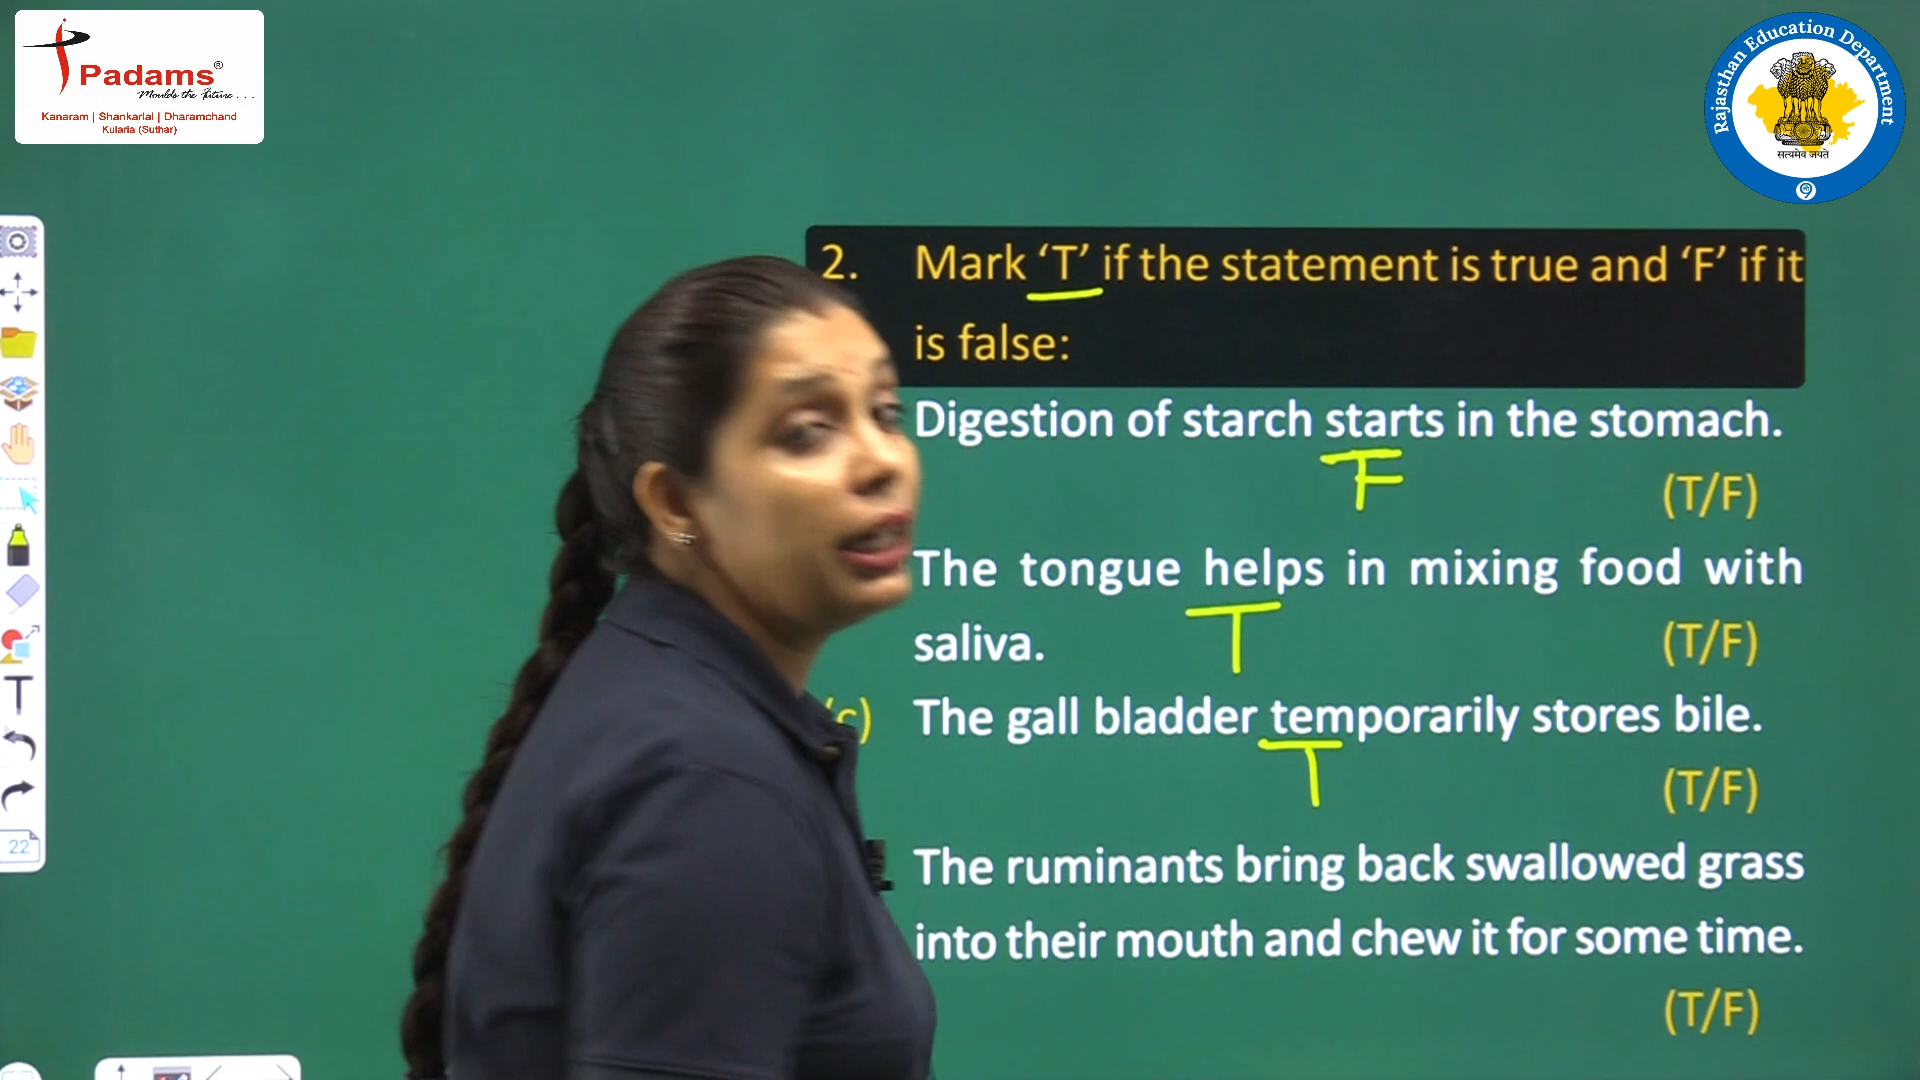 Padams®
Moulds the Future . . .
Kanaram | Shankarlal | Dharamchand
Kularia (Suthar)
Rajasthan Education Department
सत्यमेव जयते
2. Mark ‘T’ if the statement is true and ‘F’ if it
is false:
Digestion of starch starts in the stomach.
F
(T/F)
The tongue helps in mixing food with
saliva.
T
(T/F)
(c) The gall bladder temporarily stores bile.
T
(T/F)
The ruminants bring back swallowed grass
into their mouth and chew it for some time.
(T/F)
T
22